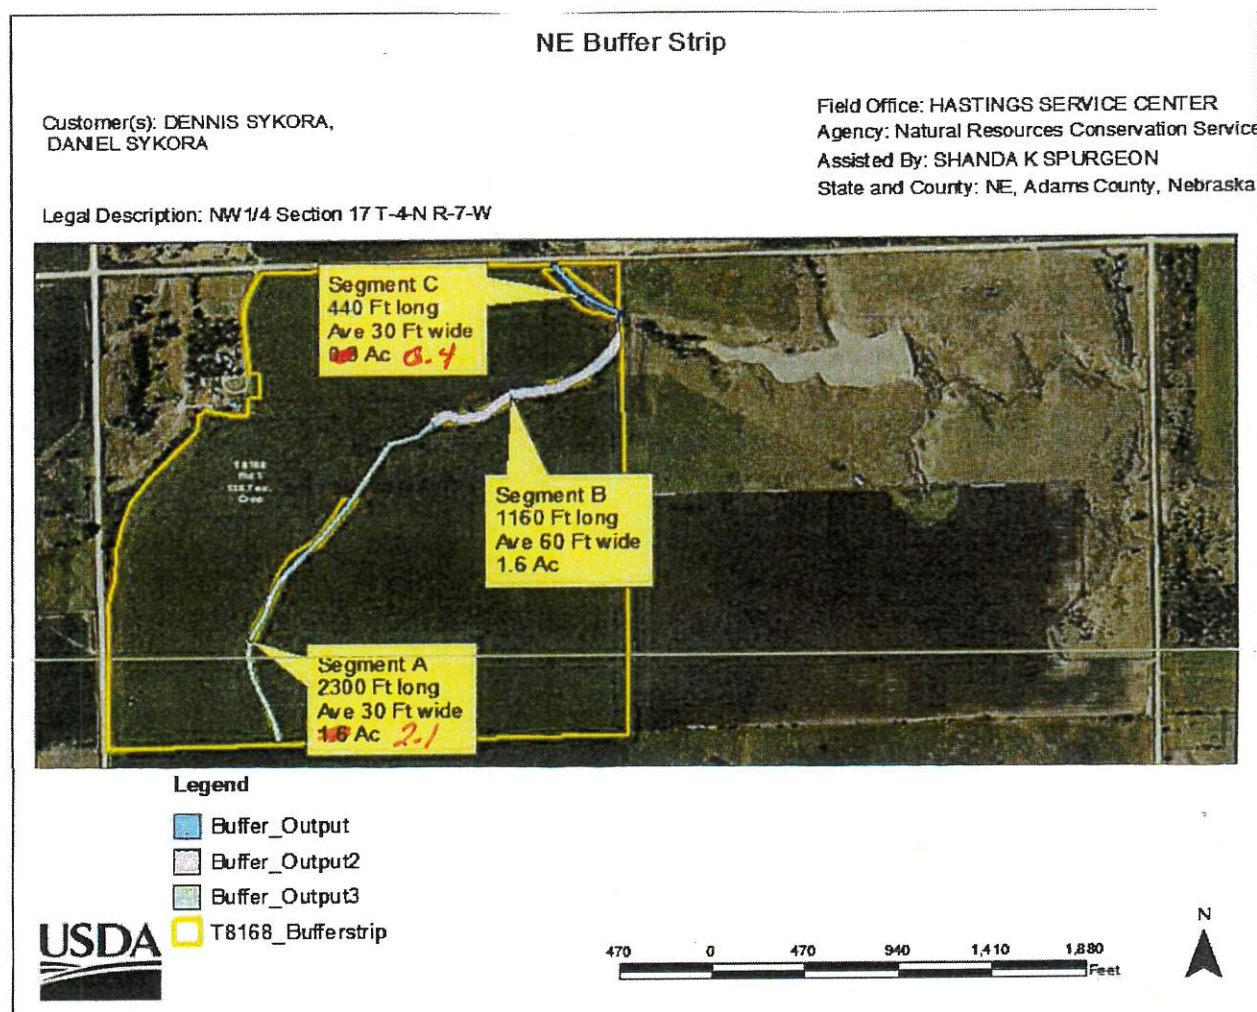 NE Buffer Strip
Customer(s): DENNIS SYKORA,
DANIEL SYKORA
Field Office: HASTINGS SERVICE CENTER
Agency: Natural Resources Conservation Service
Assisted By: SHANDA K SPURGEON
State and County: NE, Adams County, Nebraska
Legal Description: NW1/4 Section 17 T-4-N R-7-W
Segment C
440 Ft long
Ave 30 Ft wide
Ac 0.4
T8168
Crop
Segment B
1160 Ft long
Ave 60 Ft wide
1.6 Ac
Segment A
2300 Ft long
Ave 30 Ft wide
1.6 Ac 2.1
Legend
Buffer_Output
Buffer_Output2
Buffer_Output3
T8168_Bufferstrip
USDA
470 0 470 940 1,410 1,880
Feet
N